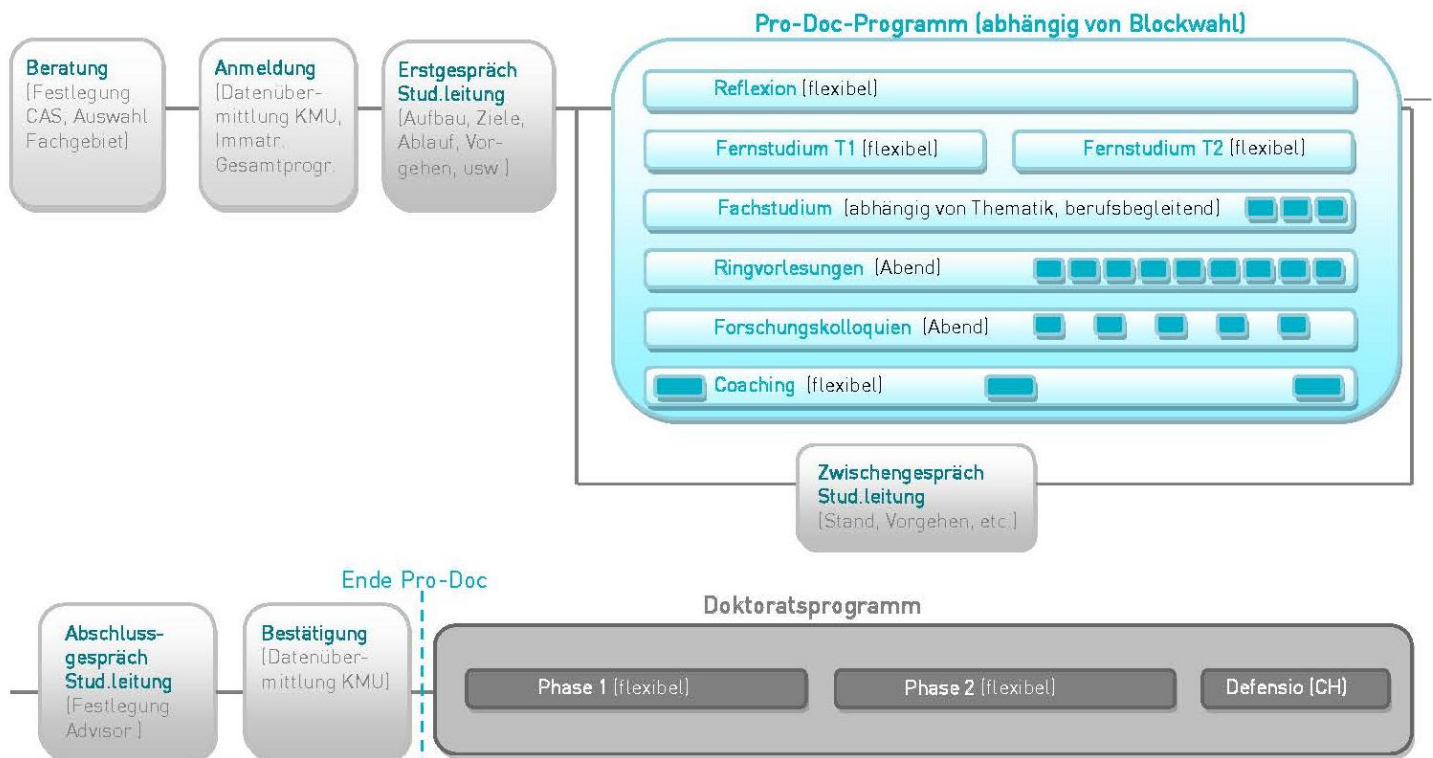 Pro-Doc-Programm (abhängig von Blockwahl)
Beratung
(Festlegung
CAS, Auswahl
Fachgebiet)
Anmeldung
(Datenüber-
mittlung KMU,
Immatr.
Gesamtprogr.
Erstgespräch
Stud.leitung
(Aufbau, Ziele,
Ablauf, Vor-
gehen, usw.)
Reflexion (flexibel)
Fernstudium T1 (flexibel)
Fernstudium T2 (flexibel)
Fachstudium (abhängig von Thematik, berufsbegleitend)
Ringvorlesungen (Abend)
Forschungskolloquien (Abend)
Coaching (flexibel)
Zwischengespräch
Stud.leitung
(Stand, Vorgehen, etc.)
Abschluss-
gespräch
Stud.leitung
(Festlegung
Advisor)
Bestätigung
(Datenüber-
mittlung KMU)
Ende Pro-Doc
Doktoratsprogramm
Phase 1 (flexibel)
Phase 2 (flexibel)
Defensio (CH)